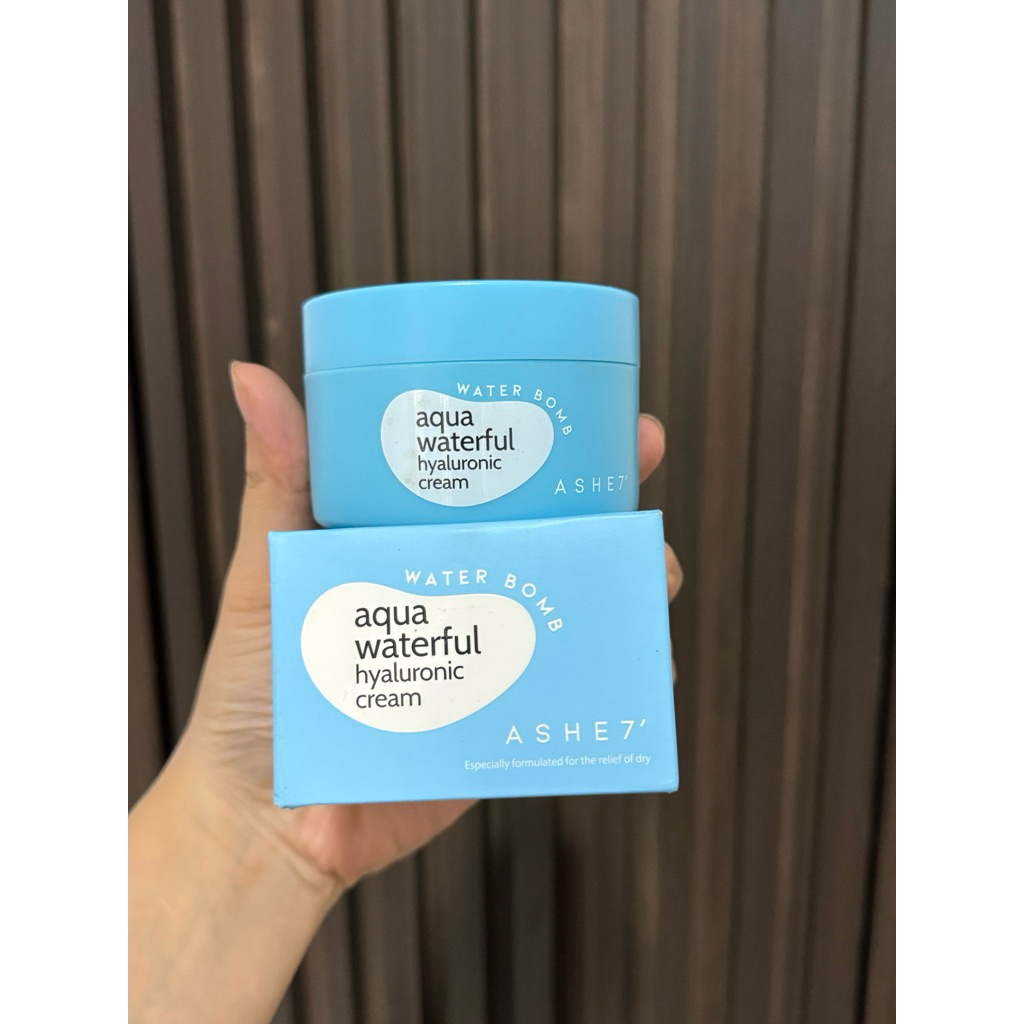 WATER BOMB
aqua
waterful
hyaluronic
cream
ASHE7'
WATER BOMB
aqua
waterful
hyaluronic
cream
ASHE7'
Especially formulated for the relief of dry